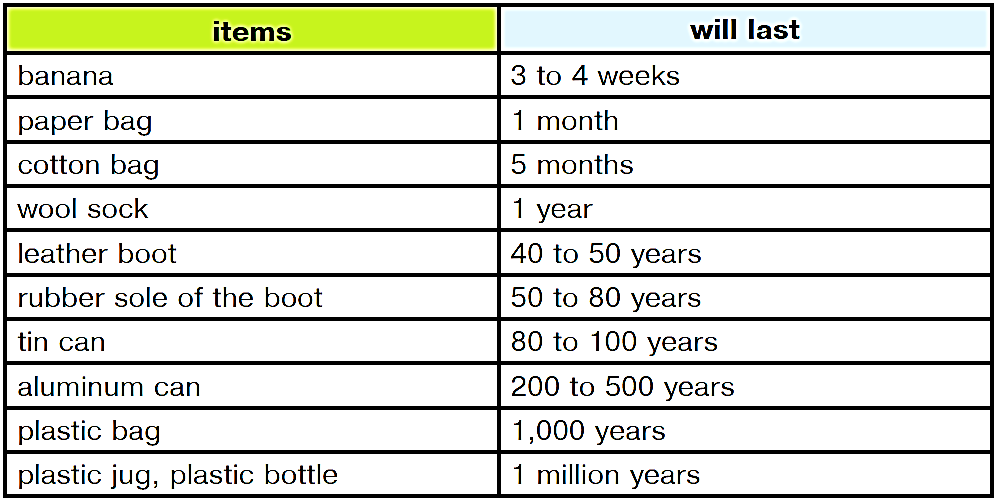 items will last
banana 3 to 4 weeks
paper bag 1 month
cotton bag 5 months
wool sock 1 year
leather boot 40 to 50 years
rubber sole of the boot 50 to 80 years
tin can 80 to 100 years
aluminum can 200 to 500 years
plastic bag 1,000 years
plastic jug, plastic bottle 1 million years